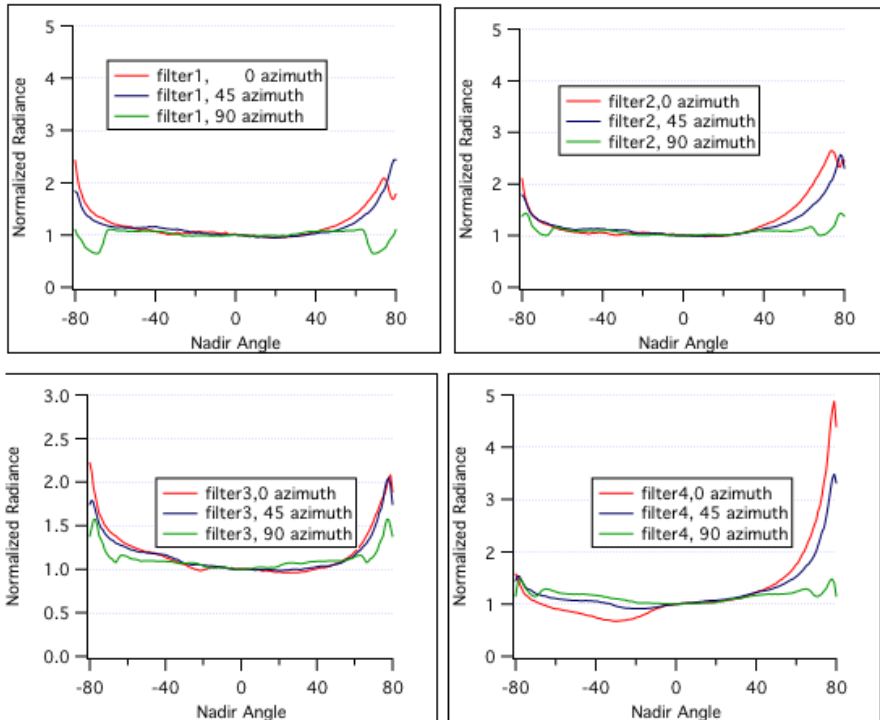 5
4
3
2
1
0
Normalized Radiance
filter1, 0 azimuth
filter1, 45 azimuth
filter1, 90 azimuth
-80
-40
0
40
80
Nadir Angle
5
4
3
2
1
0
Normalized Radiance
filter2,0 azimuth
filter2, 45 azimuth
filter2, 90 azimuth
-80
-40
0
40
80
Nadir Angle
3.0
2.5
2.0
1.5
1.0
0.5
0.0
Normalized Radiance
filter3,0 azimuth
filter3, 45 azimuth
filter3, 90 azimuth
-80
-40
0
40
80
Nadir Angle
5
4
3
2
1
0
Normalized Radiance
filter4,0 azimuth
filter4, 45 azimuth
filter4, 90 azimuth
-80
-40
0
40
80
Nadir Angle